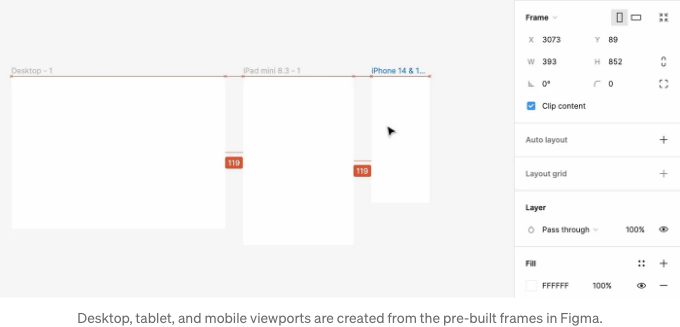 Desktop - 1
iPad mini 8.3 - 1
iPhone 14 & 1...
119
119
Frame
X 3073 Y 89
W 393 H 852
0° 0
Clip content
Auto layout
Layout grid
Layer
Pass through 100%
Fill
FFFFFF 100%
Desktop, tablet, and mobile viewports are created from the pre-built frames in Figma.